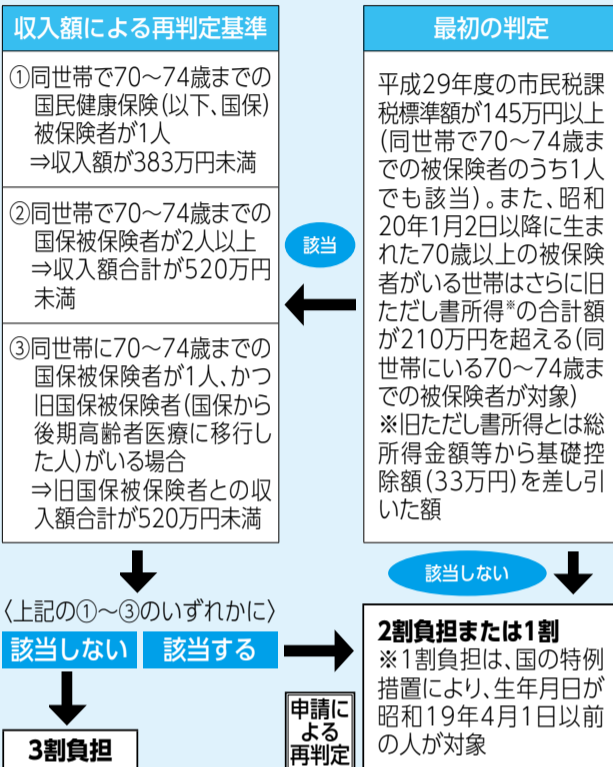 最初の判定
平成29年度の市民税課
税標準額が145万円以上
(同世帯で70～74歳ま
での被保険者のうち1人
でも該当)。また、昭和
20年1月2日以降に生ま
れた70歳以上の被保険
者がいる世帯はさらに旧
ただし書所得※の合計額
が210万円を超える(同
世帯にいる70～74歳ま
での被保険者が対象)
※旧ただし書所得とは総
所得金額等から基礎控
除額(33万円)を差し引
いた額
該当
収入額による再判定基準
①同世帯で70～74歳までの
国民健康保険(以下、国保)
被保険者が1人
⇒収入額が383万円未満
②同世帯で70～74歳までの
国保被保険者が2人以上
⇒収入額合計が520万円
未満
③同世帯に70～74歳までの
国保被保険者が1人、かつ
旧国保被保険者(国保から
後期高齢者医療に移行し
た人)がいる場合
⇒旧国保被保険者との収
入額合計が520万円未満
〈上記の①～③のいずれかに〉
該当しない
該当する
3割負担
申請に
よる
再判定
該当しない
2割負担または1割
※1割負担は、国の特例
措置により、生年月日が
昭和19年4月1日以前
の人が対象